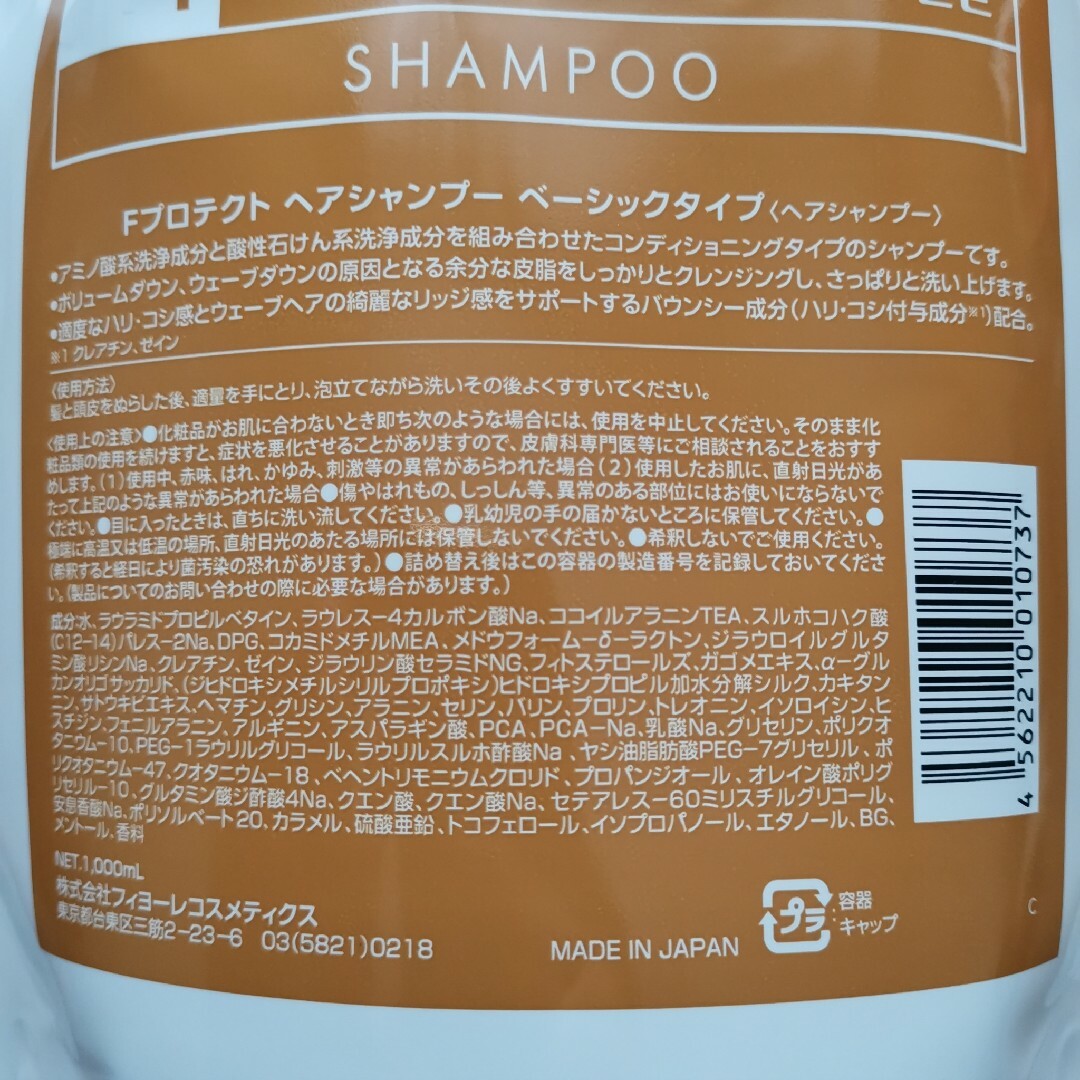 SHAMPOO
Fプロテクト ヘアシャンプー ベーシックタイプ〈ヘアシャンプー〉
•アミノ酸系洗浄成分と酸性石けん系洗浄成分を組み合わせたコンディショニングタイプのシャンプーです。
•ボリュームダウン、ウェーブダウンの原因となる余分な皮脂をしっかりとクレンジングし、さっぱりと洗い上げます。
•適度なハリ・コシ感とウェーブヘアの綺麗なリッジ感をサポートするバウンシー成分(ハリ・コシ付与成分※1)配合。
※1 クレアチン、ゼイン
〈使用方法〉
髪と頭皮をぬらした後、適量を手にとり、泡立てながら洗いその後よくすすいでください。
〈使用上の注意〉●化粧品がお肌に合わないとき即ち次のような場合には、使用を中止してください。そのまま化
粧品類の使用を続けますと、症状を悪化させることがありますので、皮膚科専門医等にご相談されることをおすす
めします。(1)使用中、赤味、はれ、かゆみ、刺激等の異常があらわれた場合(2)使用したお肌に、直射日光があ
たって上記のような異常があらわれた場合●傷やはれもの、しっしん等、異常のある部位にはお使いにならないで
ください。●目に入ったときは、直ちに洗い流してください。●乳幼児の手の届かないところに保管してください。●
極端に高温又は低温の場所、直射日光のあたる場所には保管しないでください。●希釈しないでご使用ください。
(希釈すると経日により菌汚染の恐れがあります。)●詰め替え後はこの容器の製造番号を記録しておいてくださ
い。(製品についてのお問い合わせの際に必要な場合があります。)
成分:水、ラウラミドプロピルベタイン、ラウレス-4カルボン酸Na、ココイルアラニンTEA、スルホコハク酸
(C12-14)パレス-2Na、DPG、コカミドメチルMEA、メドウフォーム-δ-ラクトン、ジラウロイルグルタ
ミン酸リシンNa、クレアチン、ゼイン、ジラウリン酸セラミドNG、フィトステロールズ、ガゴメエキス、α-グル
カンオリゴサッカリド、(ジヒドロキシメチルシリルプロポキシ)ヒドロキシプロピル加水分解シルク、カキタン
ニン、サトウキビエキス、ヘマチン、グリシン、アラニン、セリン、バリン、プロリン、トレオニン、イソロイシン、ヒ
スチジン、フェニルアラニン、アルギニン、アスパラギン酸、PCA、PCA-Na、乳酸Na、グリセリン、ポリクオ
タニウム-10、PEG-1ラウリルグリコール、ラウリルスルホ酢酸Na、ヤシ油脂肪酸PEG-7グリセリル、ポ
リクオタニウム-47、クオタニウム-18、ベヘントリモニウムクロリド、プロパンジオール、オレイン酸ポリグ
リセリル-10、グルタミン酸ジ酢酸4Na、クエン酸、クエン酸Na、セテアレス-60ミリスチルグリコール、
安息香酸Na、ポリソルベート20、カラメル、硫酸亜鉛、トコフェロール、イソプロパノール、エタノール、BG、
メントール、香料
NET.1,000mL
株式会社フィヨーレコスメティクス
東京都台東区三筋2-23-6 03(5821)0218
MADE IN JAPAN
プラ
容器
キャップ
C
4 562210 010737